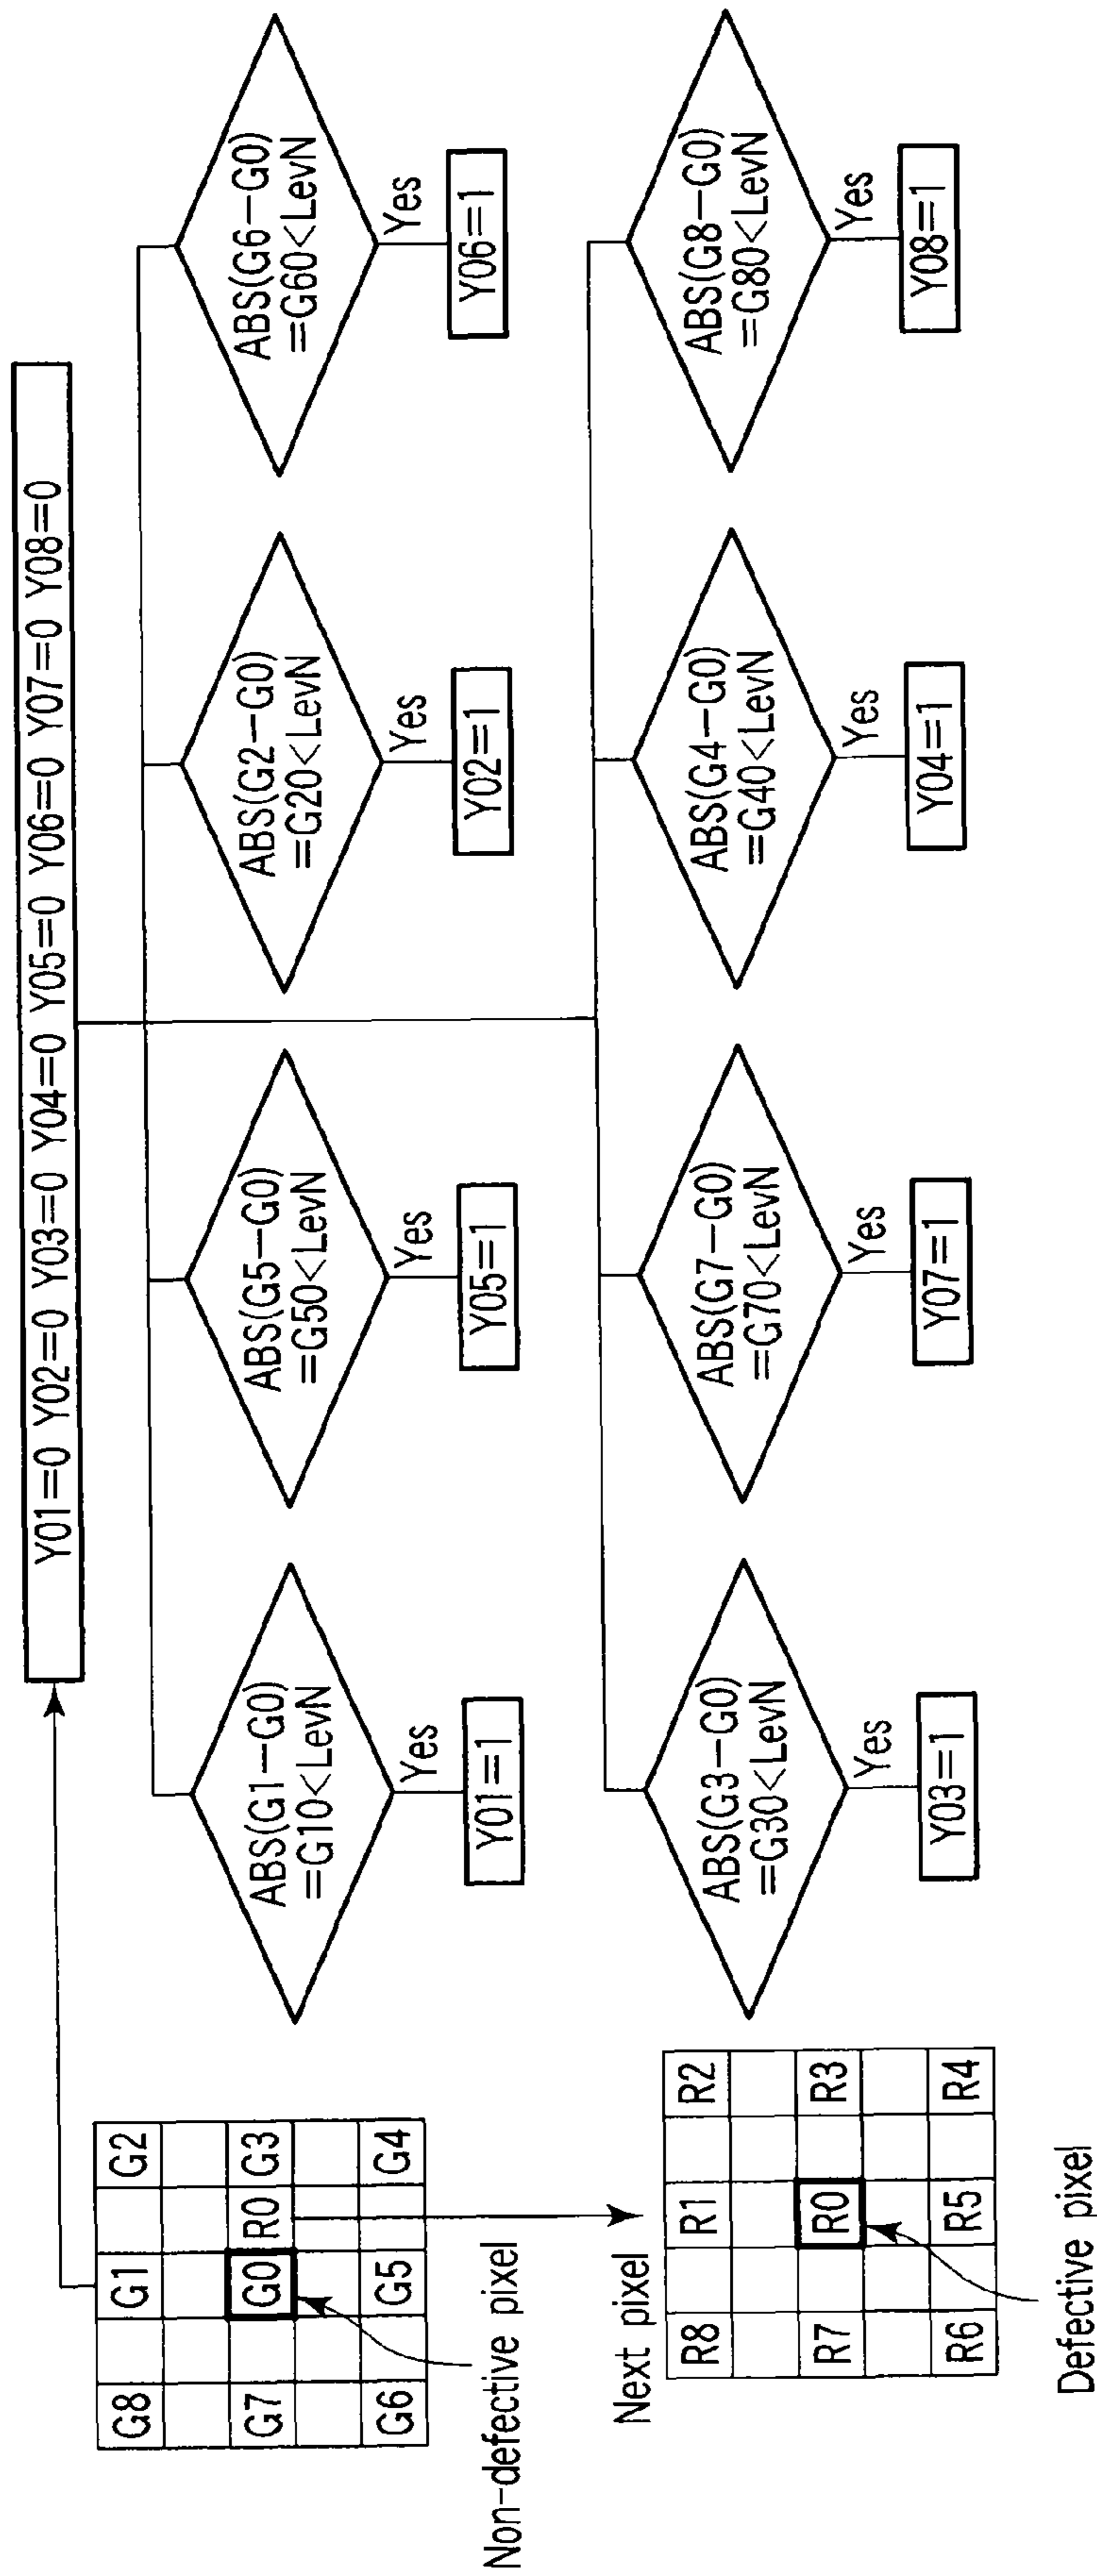 G8 G1 G2
G7 G0 R0 G3
G6 G5 G4
Non-defective pixel
Next pixel
R8 R1 R2
R7 R0 R3
R6 R5 R4
Defective pixel
Y01=0 Y02=0 Y03=0 Y04=0 Y05=0 Y06=0 Y07=0 Y08=0
ABS(G1-G0)
=G10<LevN
Yes
Y01=1
ABS(G5-G0)
=G50<LevN
Yes
Y05=1
ABS(G2-G0)
=G20<LevN
Yes
Y02=1
ABS(G6-G0)
=G60<LevN
Yes
Y06=1
ABS(G3-G0)
=G30<LevN
Yes
Y03=1
ABS(G7-G0)
=G70<LevN
Yes
Y07=1
ABS(G4-G0)
=G40<LevN
Yes
Y04=1
ABS(G8-G0)
=G80<LevN
Yes
Y08=1